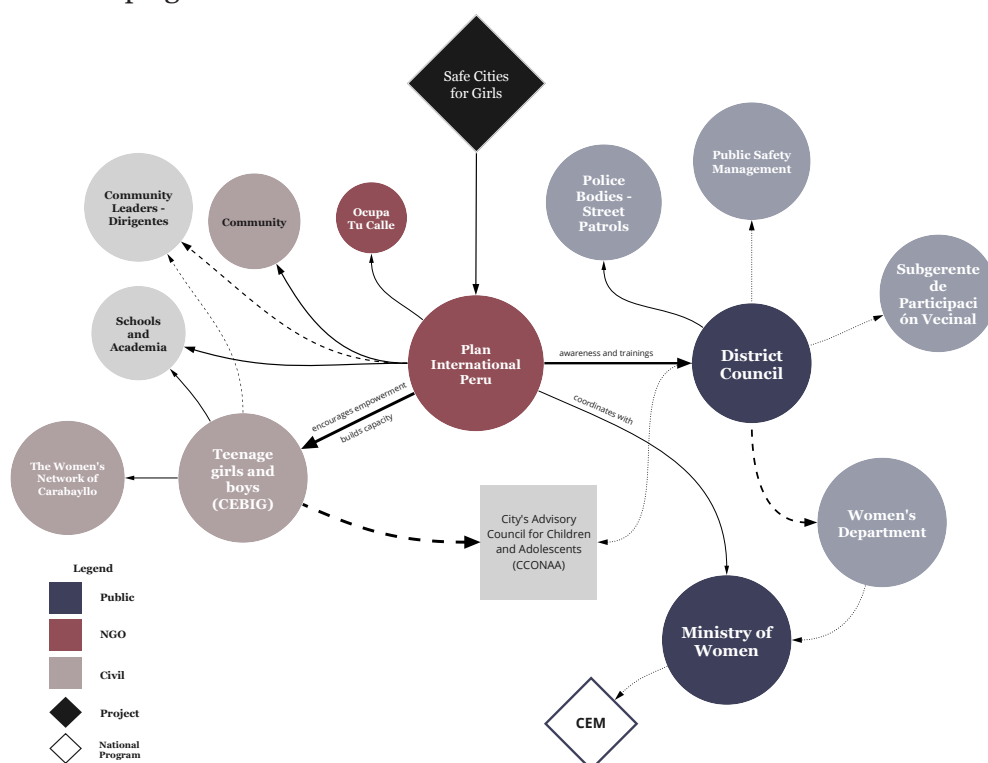 Safe Cities
for Girls
Community
Leaders -
Dirigentes
Community
Ocupa
Tu Calle
Police
Bodies -
Street
Patrols
Public Safety
Management
Subgerente
de
Participaci
ón Vecinal
Schools
and
Academia
Plan
International
Peru
awareness and trainings
District
Council
encourages empowerment
builds capacity
coordinates with
The Women's
Network of
Carabayllo
Teenage
girls and
boys
(CEBIG)
City's Advisory
Council for Children
and Adolescents
(CCONAA)
Women's
Department
Ministry of
Women
CEM
Legend
Public
NGO
Civil
Project
National
Program